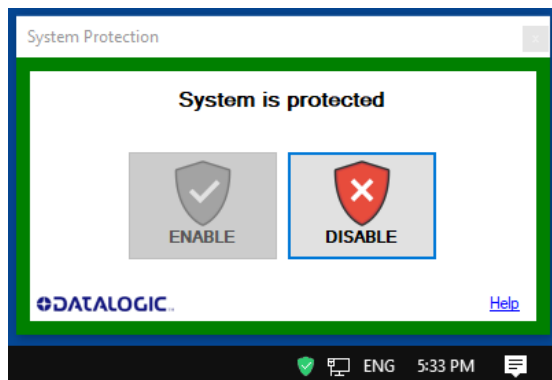 System Protection
System is protected
ENABLE
DISABLE
DATALOGIC
Help
ENG
5:33 PM